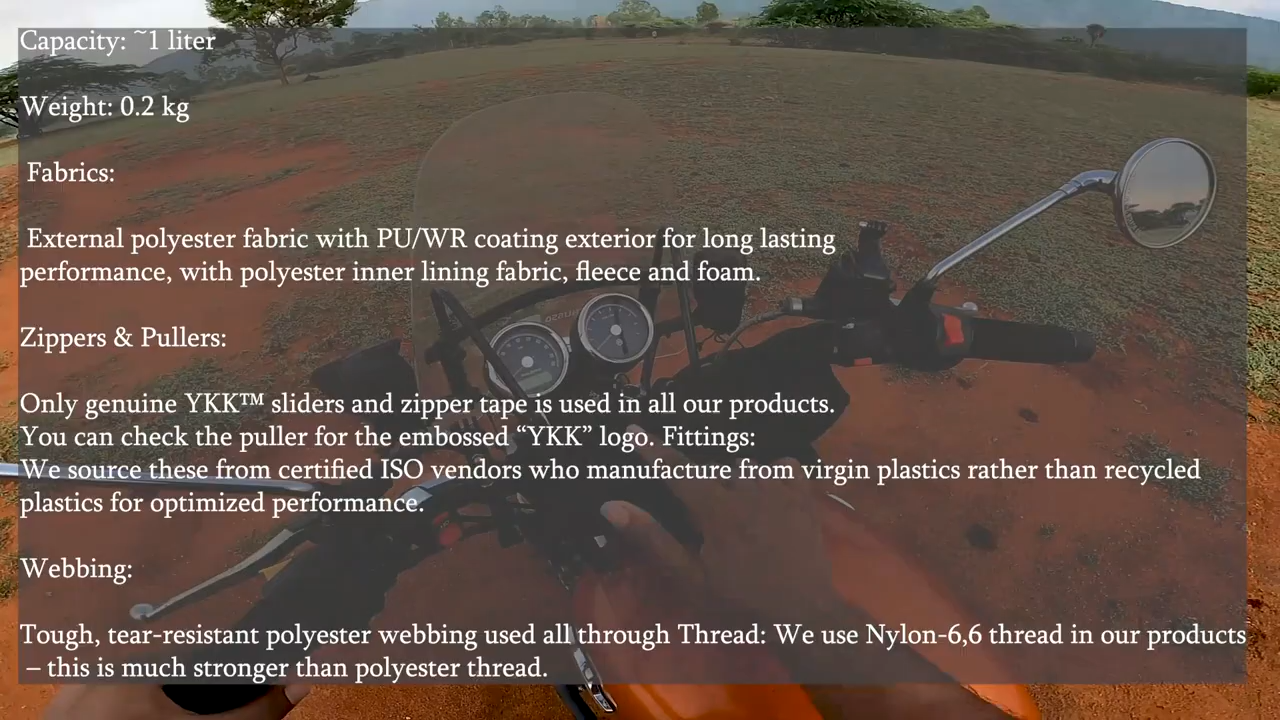 Capacity: ~1 liter
Weight: 0.2 kg
Fabrics:
External polyester fabric with PU/WR coating exterior for long lasting
performance, with polyester inner lining fabric, fleece and foam.
Zippers & Pullers:
Only genuine YKK™ sliders and zipper tape is used in all our products.
You can check the puller for the embossed “YKK” logo. Fittings:
We source these from certified ISO vendors who manufacture from virgin plastics rather than recycled
plastics for optimized performance.
Webbing:
Tough, tear-resistant polyester webbing used all through Thread: We use Nylon-6,6 thread in our products
– this is much stronger than polyester thread.